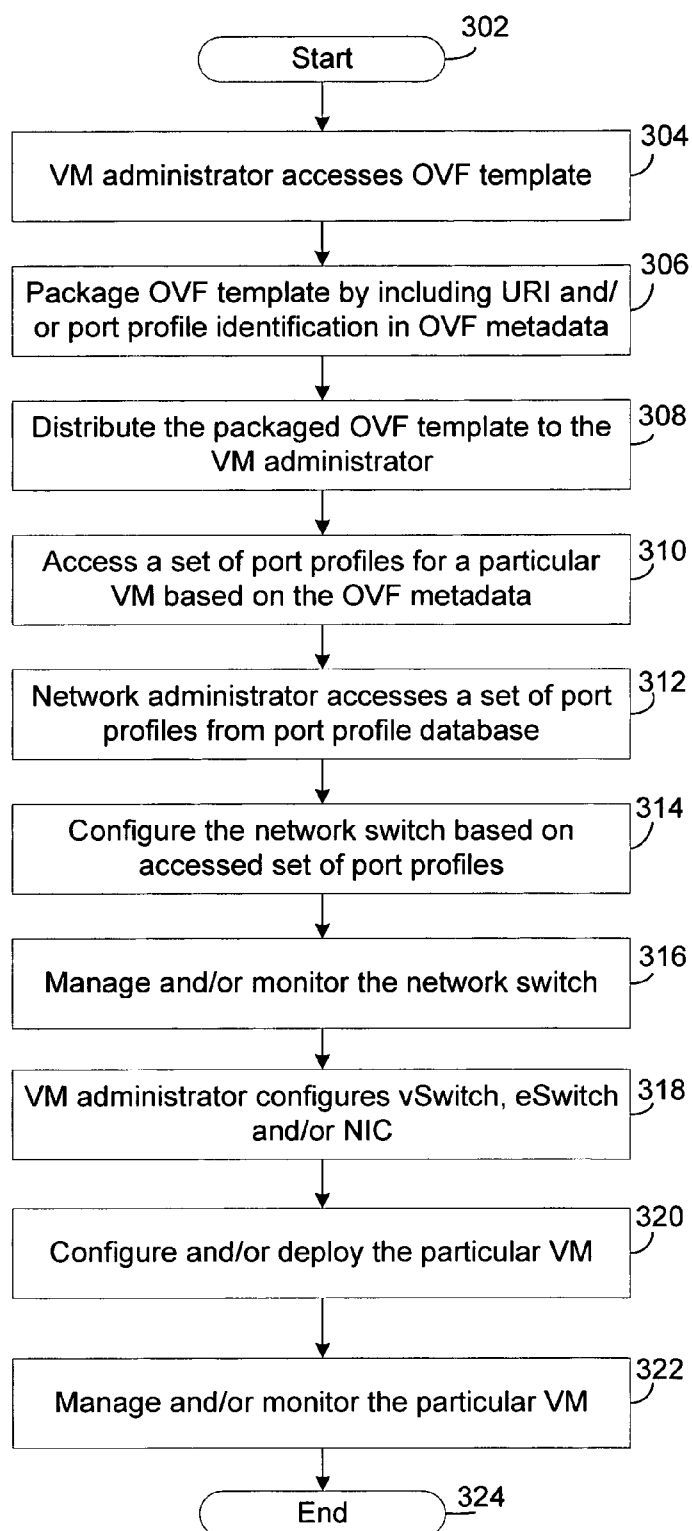 302
Start
304
VM administrator accesses OVF template
306
Package OVF template by including URI and/
or port profile identification in OVF metadata
308
Distribute the packaged OVF template to the
VM administrator
310
Access a set of port profiles for a particular
VM based on the OVF metadata
312
Network administrator accesses a set of port
profiles from port profile database
314
Configure the network switch based on
accessed set of port profiles
316
Manage and/or monitor the network switch
318
VM administrator configures vSwitch, eSwitch
and/or NIC
320
Configure and/or deploy the particular VM
322
Manage and/or monitor the particular VM
324
End